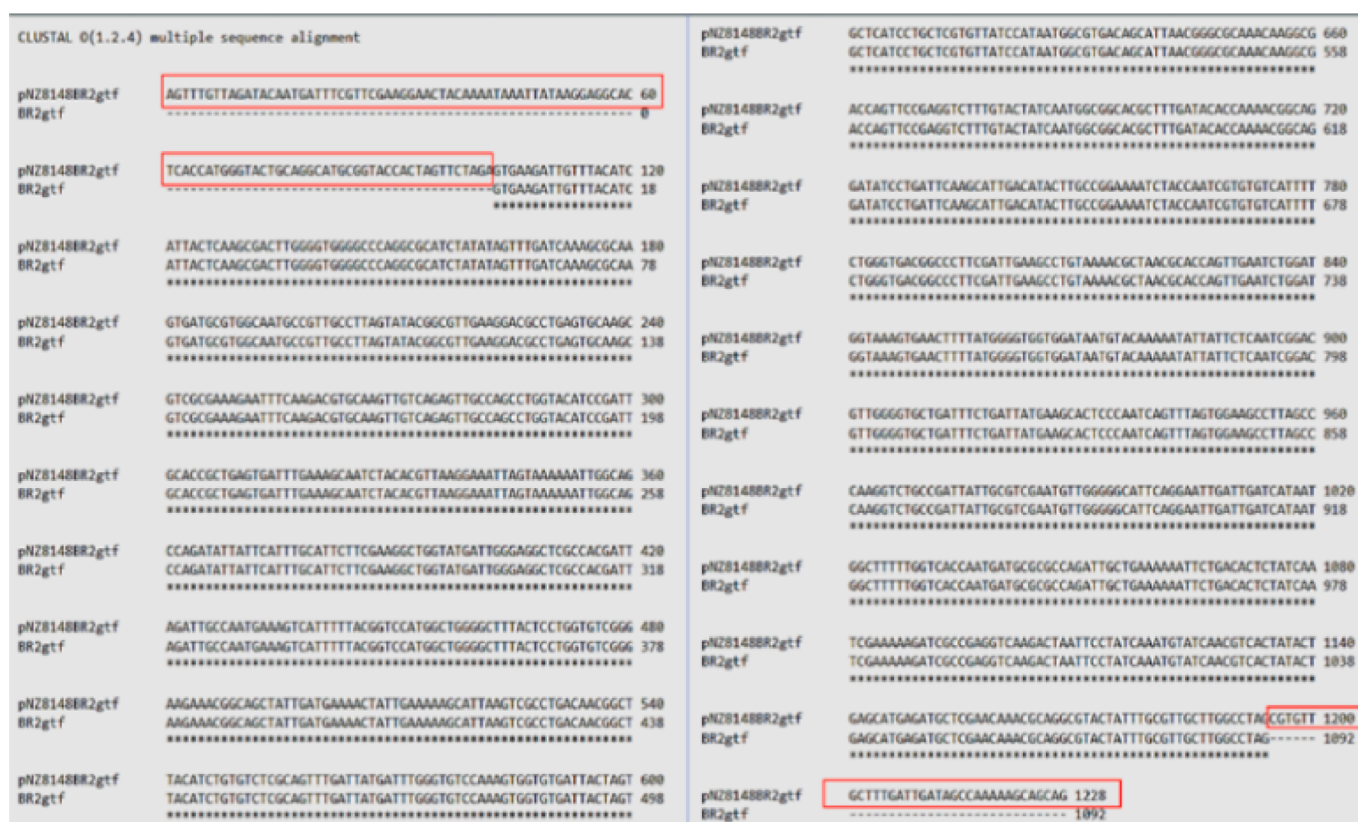 CLUSTAL O(1.2.4) multiple sequence alignment
pNZ8148BR2gtf AGTTTGTTAGATACAATGATTTCGTTCGAAGGAACTACAAAATAAATTATAAGGAGGCAC 60
BR2gtf ------------------------------------------------------------ 0
pNZ8148BR2gtf TCACCATGGGTACTGCAGGCATGCGGTACCACTAGTTCTAGAGTGAAGATTGTTTACATC 120
BR2gtf ------------------------------------------GTGAAGATTGTTTACATC 18
******************
pNZ8148BR2gtf ATTACTCAAGCGACTTGGGGTGGGGCCCAGGCGCATCTATATAGTTTGATCAAAGCGCAA 180
BR2gtf ATTACTCAAGCGACTTGGGGTGGGGCCCAGGCGCATCTATATAGTTTGATCAAAGCGCAA 78
************************************************************
pNZ8148BR2gtf GTGATGCGTGGCAATGCCGTTGCCTTAGTATACGGCGTTGAAGGACGCCTGAGTGCAAGC 240
BR2gtf GTGATGCGTGGCAATGCCGTTGCCTTAGTATACGGCGTTGAAGGACGCCTGAGTGCAAGC 138
************************************************************
pNZ8148BR2gtf GTCGCGAAAGAATTTCAAGACGTGCAAGTTGTCAGAGTTGCCAGCCTGGTACATCCGATT 300
BR2gtf GTCGCGAAAGAATTTCAAGACGTGCAAGTTGTCAGAGTTGCCAGCCTGGTACATCCGATT 198
************************************************************
pNZ8148BR2gtf GCACCGCTGAGTGATTTGAAAGCAATCTACACGTTAAGGAAATTAGTAAAAAATTGGCAG 360
BR2gtf GCACCGCTGAGTGATTTGAAAGCAATCTACACGTTAAGGAAATTAGTAAAAAATTGGCAG 258
************************************************************
pNZ8148BR2gtf CCAGATATTATTCATTTGCATTCTTCGAAGGCTGGTATGATTGGGAGGCTCGCCACGATT 420
BR2gtf CCAGATATTATTCATTTGCATTCTTCGAAGGCTGGTATGATTGGGAGGCTCGCCACGATT 318
************************************************************
pNZ8148BR2gtf AGATTGCCAATGAAAGTCATTTTTACGGTCCATGGCTGGGGCTTTACTCCTGGTGTCGGG 480
BR2gtf AGATTGCCAATGAAAGTCATTTTTACGGTCCATGGCTGGGGCTTTACTCCTGGTGTCGGG 378
************************************************************
pNZ8148BR2gtf AAGAAACGGCAGCTATTGATGAAAACTATTGAAAAAGCATTAAGTCGCCTGACAACGGCT 540
BR2gtf AAGAAACGGCAGCTATTGATGAAAACTATTGAAAAAGCATTAAGTCGCCTGACAACGGCT 438
************************************************************
pNZ8148BR2gtf TACATCTGTGTCTCGCAGTTTGATTATGATTTGGGTGTCCAAAGTGGTGTGATTACTAGT 600
BR2gtf TACATCTGTGTCTCGCAGTTTGATTATGATTTGGGTGTCCAAAGTGGTGTGATTACTAGT 498
************************************************************
pNZ8148BR2gtf GCTCATCCTGCTCGTGTTATCCATAATGGCGTGACAGCATTAACGGGCGCAAACAAGGCG 660
BR2gtf GCTCATCCTGCTCGTGTTATCCATAATGGCGTGACAGCATTAACGGGCGCAAACAAGGCG 558
************************************************************
pNZ8148BR2gtf ACCAGTTCCGAGGTCTTTGTACTATCAATGGCGGCACGCTTTGATACACCAAAACGGCAG 720
BR2gtf ACCAGTTCCGAGGTCTTTGTACTATCAATGGCGGCACGCTTTGATACACCAAAACGGCAG 618
************************************************************
pNZ8148BR2gtf GATATCCTGATTCAAGCATTGACATACTTGCCGGAAAATCTACCAATCGTGTGTCATTTT 780
BR2gtf GATATCCTGATTCAAGCATTGACATACTTGCCGGAAAATCTACCAATCGTGTGTCATTTT 678
************************************************************
pNZ8148BR2gtf CTGGGTGACGGCCCTTCGATTGAAGCCTGTAAAACGCTAACGCACCAGTTGAATCTGGAT 840
BR2gtf CTGGGTGACGGCCCTTCGATTGAAGCCTGTAAAACGCTAACGCACCAGTTGAATCTGGAT 738
************************************************************
pNZ8148BR2gtf GGTAAAGTGAACTTTTATGGGGTGGTGGATAATGTACAAAAATATTATTCTCAATCGGAC 900
BR2gtf GGTAAAGTGAACTTTTATGGGGTGGTGGATAATGTACAAAAATATTATTCTCAATCGGAC 798
************************************************************
pNZ8148BR2gtf GTTGGGGTGCTGATTTCTGATTATGAAGCACTCCCAATCAGTTTAGTGGAAGCCTTAGCC 960
BR2gtf GTTGGGGTGCTGATTTCTGATTATGAAGCACTCCCAATCAGTTTAGTGGAAGCCTTAGCC 858
************************************************************
pNZ8148BR2gtf CAAGGTCTGCCGATTATTGCGTCGAATGTTGGGGGCATTCAGGAATTGATTGATCATAAT 1020
BR2gtf CAAGGTCTGCCGATTATTGCGTCGAATGTTGGGGGCATTCAGGAATTGATTGATCATAAT 918
************************************************************
pNZ8148BR2gtf GGCTTTTTGGTCACCAATGATGCGCGCCAGATTGCTGAAAAAATTCTGACACTCTATCAA 1080
BR2gtf GGCTTTTTGGTCACCAATGATGCGCGCCAGATTGCTGAAAAAATTCTGACACTCTATCAA 978
************************************************************
pNZ8148BR2gtf TCGAAAAAGATCGCCGAGGTCAAGACTAATTCCTATCAAATGTATCAACGTCACTATACT 1140
BR2gtf TCGAAAAAGATCGCCGAGGTCAAGACTAATTCCTATCAAATGTATCAACGTCACTATACT 1038
************************************************************
pNZ8148BR2gtf GAGCATGAGATGCTCGAACAAACGCAGGCGTACTATTTGCGTTGCTTGGCCTAGCGTGTT 1200
BR2gtf GAGCATGAGATGCTCGAACAAACGCAGGCGTACTATTTGCGTTGCTTGGCCTAG------ 1092
******************************************************
pNZ8148BR2gtf GCTTTGATTGATAGCCAAAAAGCAGCAG 1228
BR2gtf ---------------------------- 1092